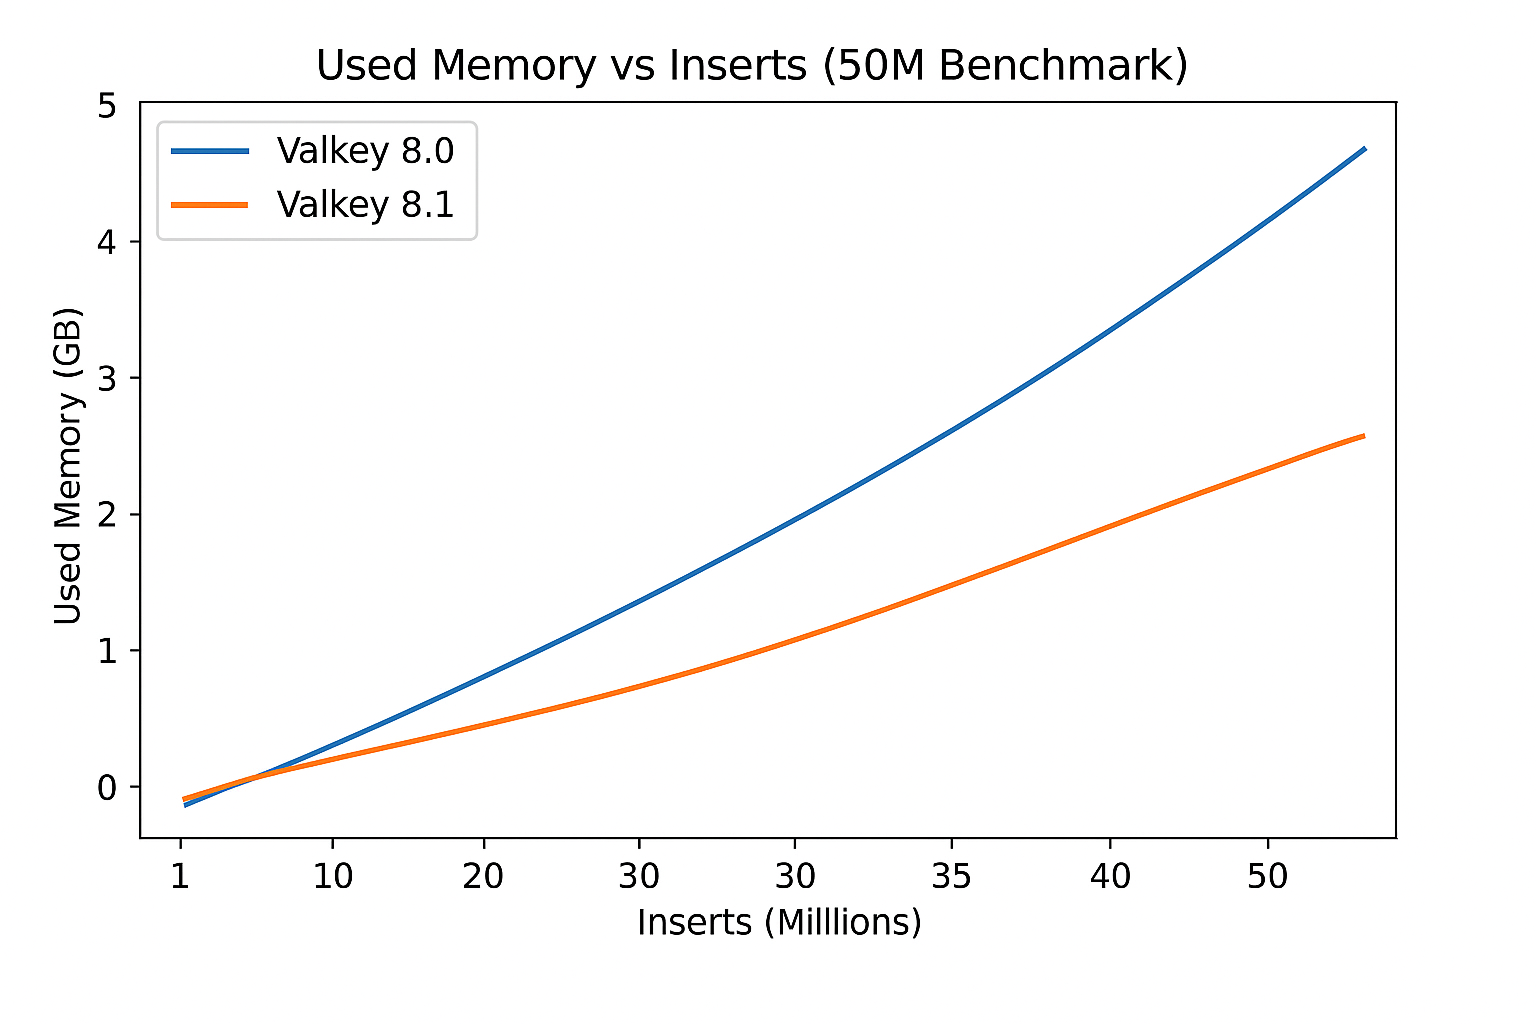 Used Memory vs Inserts (50M Benchmark)
Valkey 8.0
Valkey 8.1
Used Memory (GB)
5
4
3
2
1
0
1 10 20 30 30 35 40 50
Inserts (Milllions)